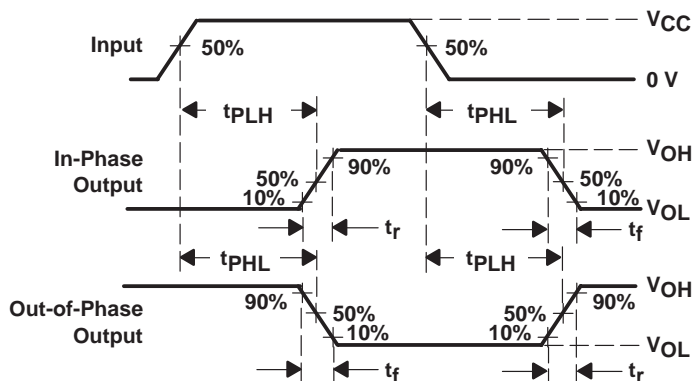 Input
50%
50%
VCC
0 V
tPLH
tPHL
In-Phase
Output
50%
10%
90%
90%
50%
10%
VOH
VOL
tr
tf
tPHL
tPLH
Out-of-Phase
Output
90%
50%
10%
50%
10%
90%
VOH
VOL
tf
tr